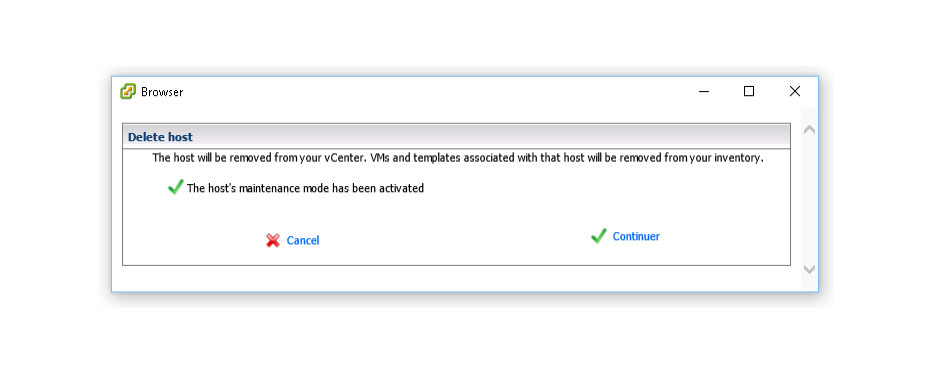 Browser
Delete host
The host will be removed from your vCenter. VMs and templates associated with that host will be removed from your inventory.
The host's maintenance mode has been activated
Cancel
Continuer